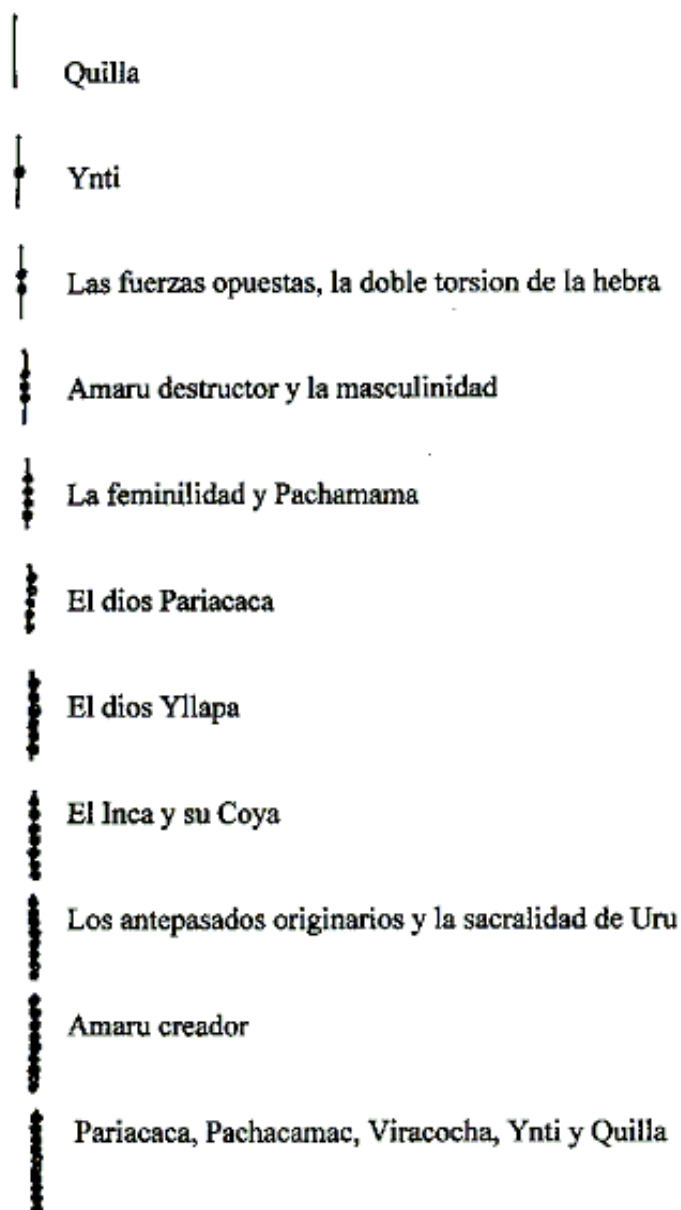 Quilla
Ynti
Las fuerzas opuestas, la doble torsion de la hebra
Amaru destructor y la masculinidad
La feminilidad y Pachamama
El dios Pariacaca
El dios Yllapa
El Inca y su Coya
Los antepasados originarios y la sacralidad de Uru
Amaru creador
Pariacaca, Pachacamac, Viracocha, Ynti y Quilla